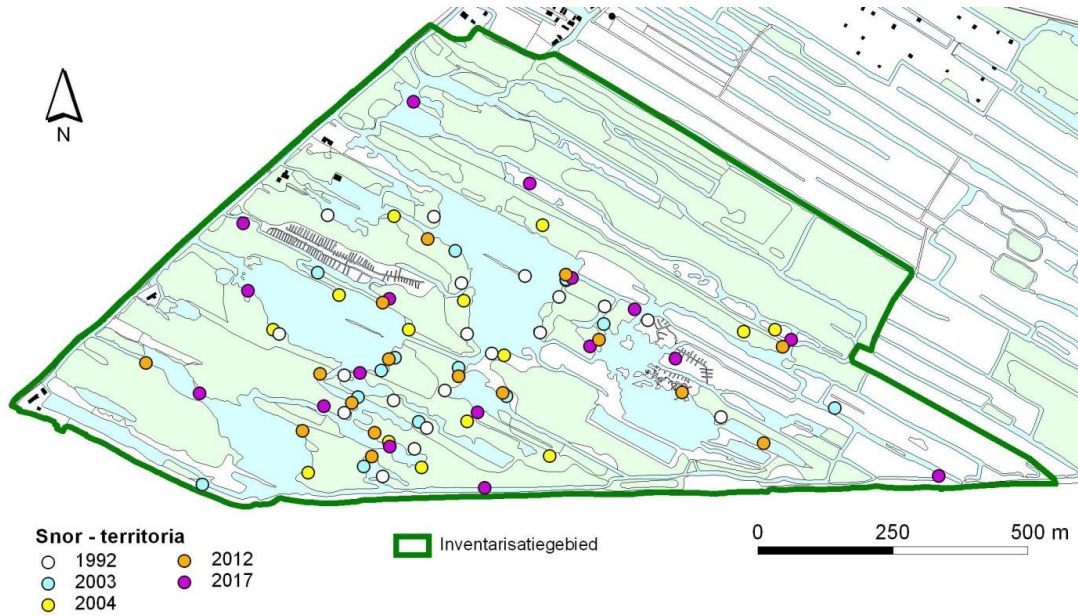 N
Snor - territoria
1992
2003
2004
2012
2017
Inventarisatiegebied
0 250 500 m